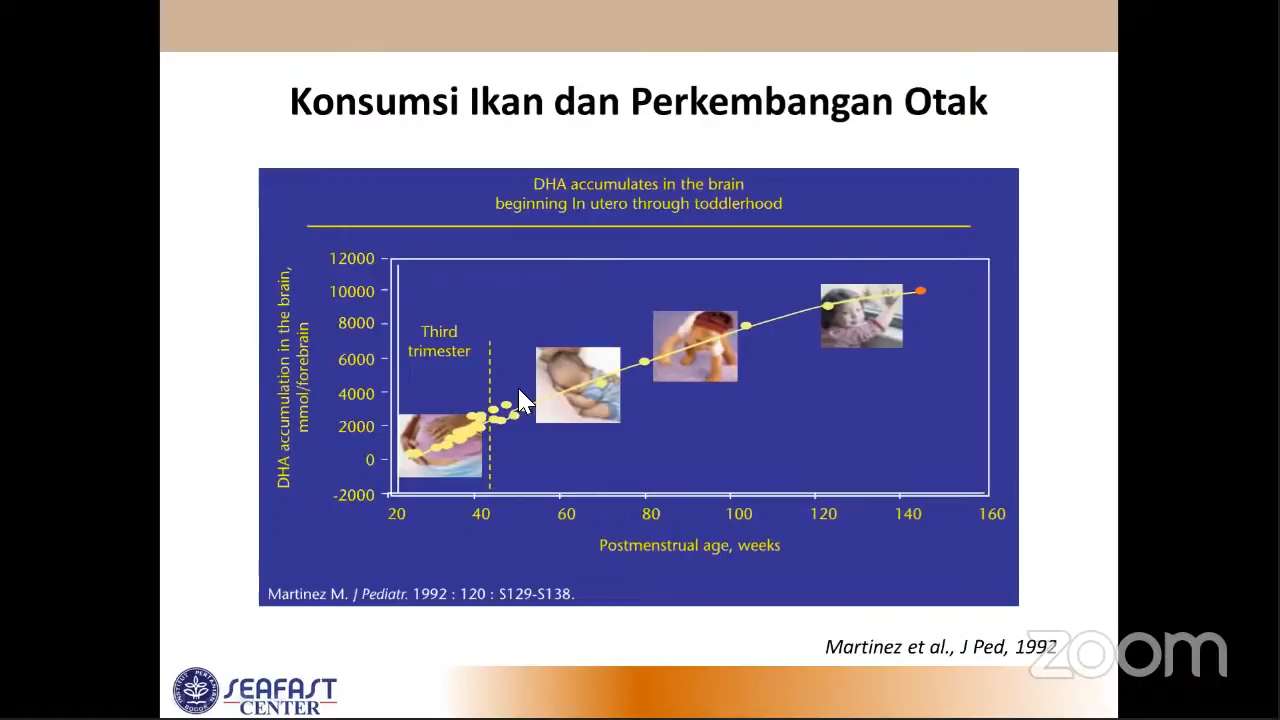 Konsumsi Ikan dan Perkembangan Otak
DHA accumulates in the brain
beginning In utero through toddlerhood
DHA accumulation in the brain,
mmol/forebrain
12000
10000
8000
6000
4000
2000
0
-2000
Third
trimester
20 40 60 80 100 120 140 160
Postmenstrual age, weeks
Martinez M. J Pediatr. 1992 : 120 : S129-S138.
Martinez et al., J Ped, 1992
zoom
INSTITUT PERTANIAN
BOGOR
SEAFAST
CENTER